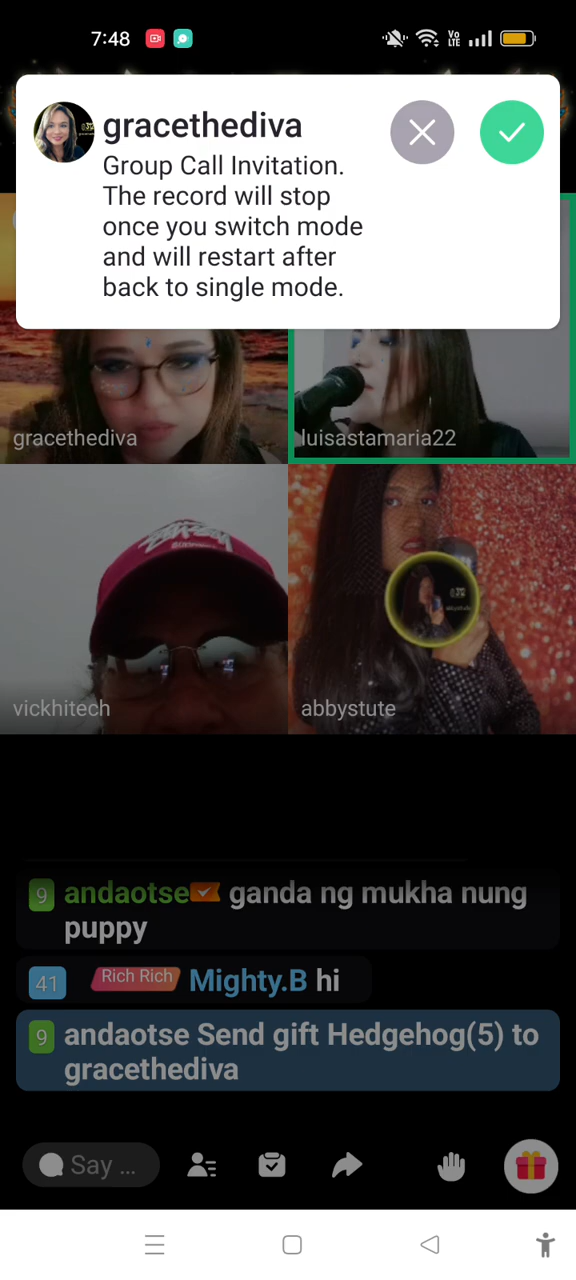 7:48
Vo
LTE
gracethediva
Group Call Invitation.
The record will stop
once you switch mode
and will restart after
back to single mode.
gracethediva
luisastamaria22
vickhitech
abbystute
9 andaotse ganda ng mukha nung
puppy
41 Rich Rich Mighty.B hi
9 andaotse Send gift Hedgehog(5) to
gracethediva
Say ...